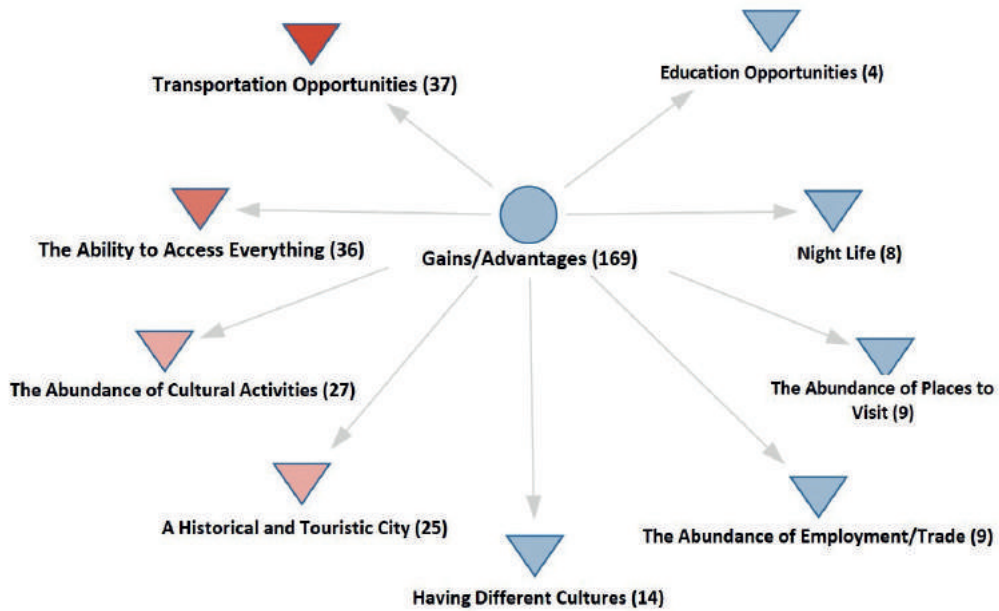 Transportation Opportunities (37)
Education Opportunities (4)
The Ability to Access Everything (36)
Gains/Advantages (169)
Night Life (8)
The Abundance of Cultural Activities (27)
The Abundance of Places to
Visit (9)
A Historical and Touristic City (25)
The Abundance of Employment/Trade (9)
Having Different Cultures (14)